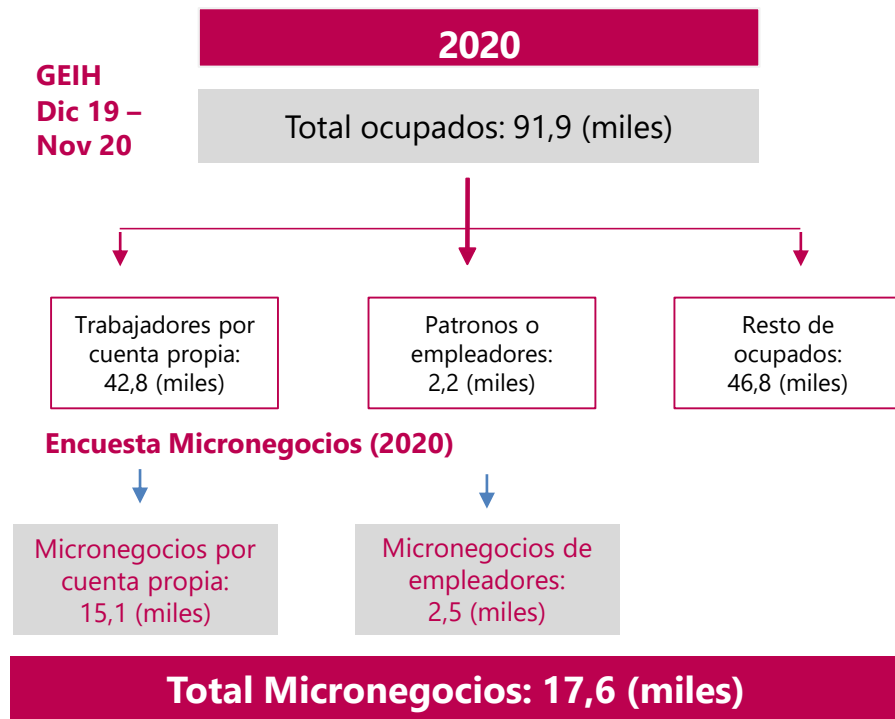 2020
GEIH
Dic 19 –
Nov 20
Total ocupados: 91,9 (miles)
Trabajadores por
cuenta propia:
42,8 (miles)
Patronos o
empleadores:
2,2 (miles)
Resto de
ocupados:
46,8 (miles)
Encuesta Micronegocios (2020)
Micronegocios por
cuenta propia:
15,1 (miles)
Micronegocios de
empleadores:
2,5 (miles)
Total Micronegocios: 17,6 (miles)